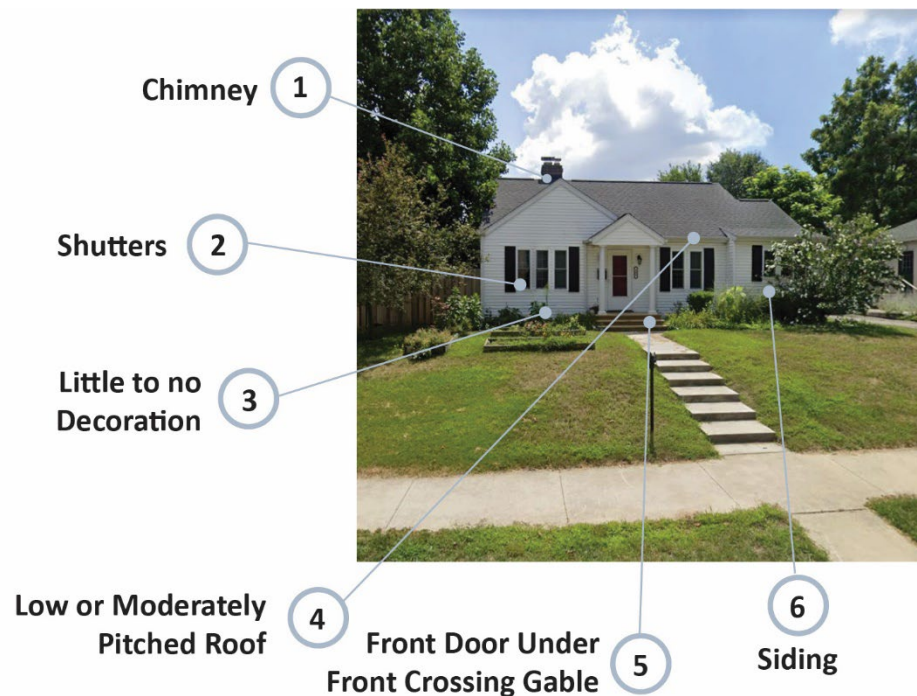 Chimney 1
Shutters 2
Little to no
Decoration
3
Low or Moderately
Pitched Roof
4
Front Door Under
Front Crossing Gable
5
6
Siding